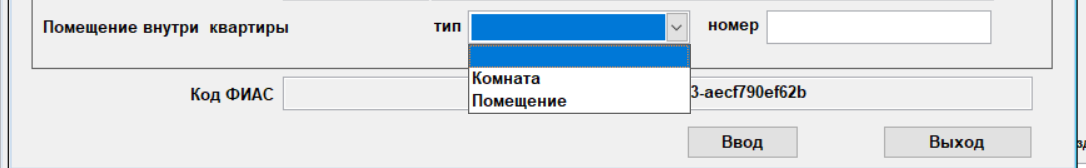 Помещение внутри квартиры тип номер
Комната
Помещение
Код ФИАС 3-aecf790ef62b
Ввод Выход